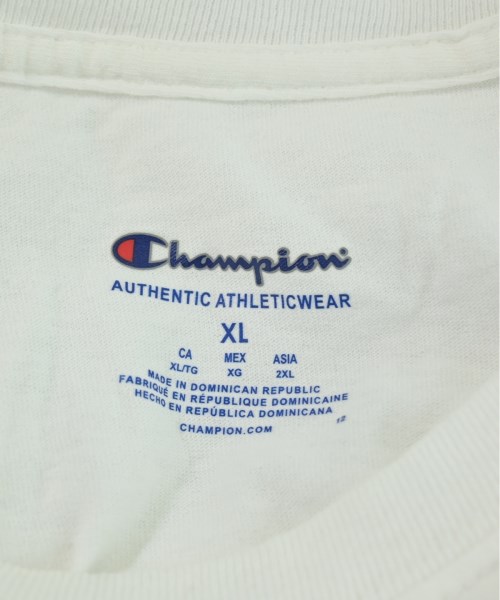 Champion
AUTHENTIC ATHLETICWEAR
XL
CA MEX ASIA
XL/TG XG 2XL
MADE IN DOMINICAN REPUBLIC
FABRIQUÉ EN RÉPUBLIQUE DOMINICAINE
HECHO EN REPÚBLICA DOMINICANA
12
CHAMPION.COM